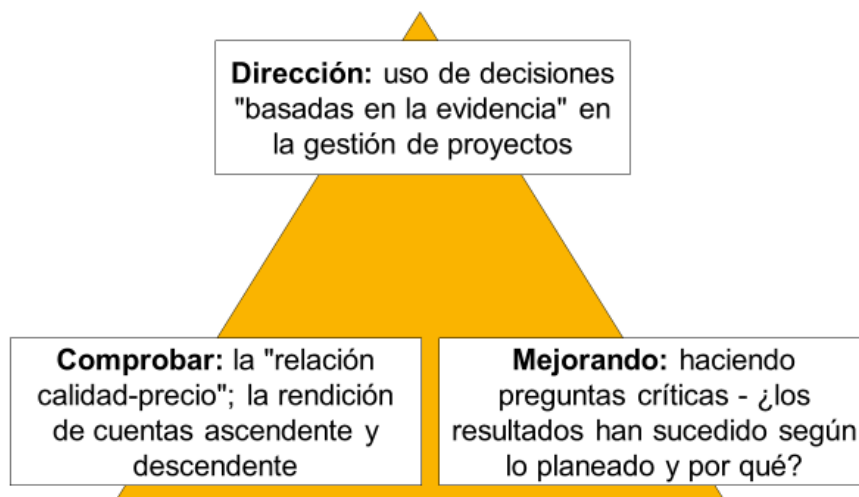 Dirección: uso de decisiones
"basadas en la evidencia" en
la gestión de proyectos
Comprobar: la "relación
calidad-precio"; la rendición
de cuentas ascendente y
descendente
Mejorando: haciendo
preguntas críticas - ¿los
resultados han sucedido según
lo planeado y por qué?